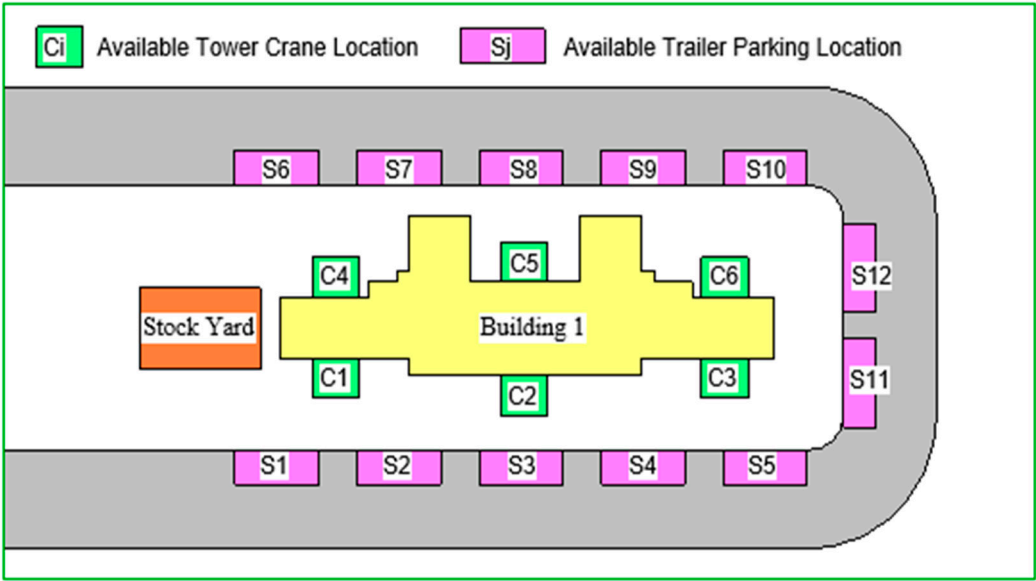 Ci Available Tower Crane Location Sj Available Trailer Parking Location
S6 S7 S8 S9 S10
C4 C5 C6 S12
Stock Yard Building 1
C1 C2 C3 S11
S1 S2 S3 S4 S5